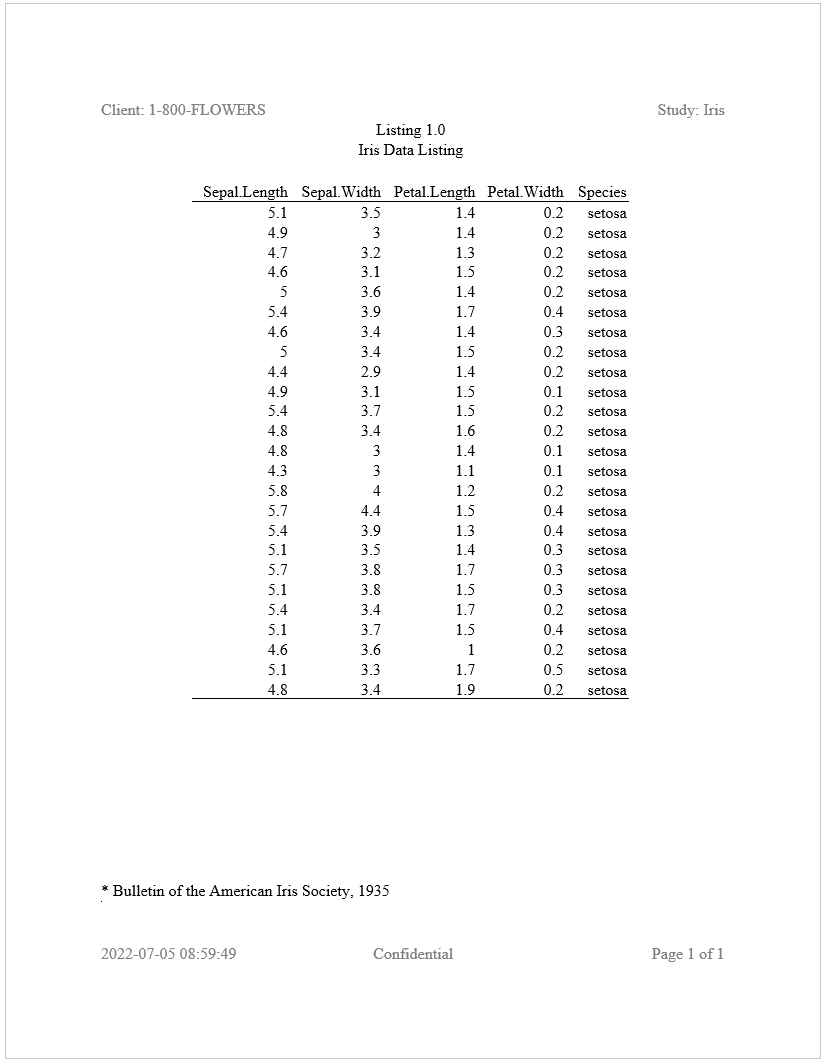 Client: 1-800-FLOWERS Study: Iris
Listing 1.0
Iris Data Listing
Sepal.Length Sepal.Width Petal.Length Petal.Width Species
5.1 3.5 1.4 0.2 setosa
4.9 3 1.4 0.2 setosa
4.7 3.2 1.3 0.2 setosa
4.6 3.1 1.5 0.2 setosa
5 3.6 1.4 0.2 setosa
5.4 3.9 1.7 0.4 setosa
4.6 3.4 1.4 0.3 setosa
5 3.4 1.5 0.2 setosa
4.4 2.9 1.4 0.2 setosa
4.9 3.1 1.5 0.1 setosa
5.4 3.7 1.5 0.2 setosa
4.8 3.4 1.6 0.2 setosa
4.8 3 1.4 0.1 setosa
4.3 3 1.1 0.1 setosa
5.8 4 1.2 0.2 setosa
5.7 4.4 1.5 0.4 setosa
5.4 3.9 1.3 0.4 setosa
5.1 3.5 1.4 0.3 setosa
5.7 3.8 1.7 0.3 setosa
5.1 3.8 1.5 0.3 setosa
5.4 3.4 1.7 0.2 setosa
5.1 3.7 1.5 0.4 setosa
4.6 3.6 1 0.2 setosa
5.1 3.3 1.7 0.5 setosa
4.8 3.4 1.9 0.2 setosa
* Bulletin of the American Iris Society, 1935
2022-07-05 08:59:49 Confidential Page 1 of 1